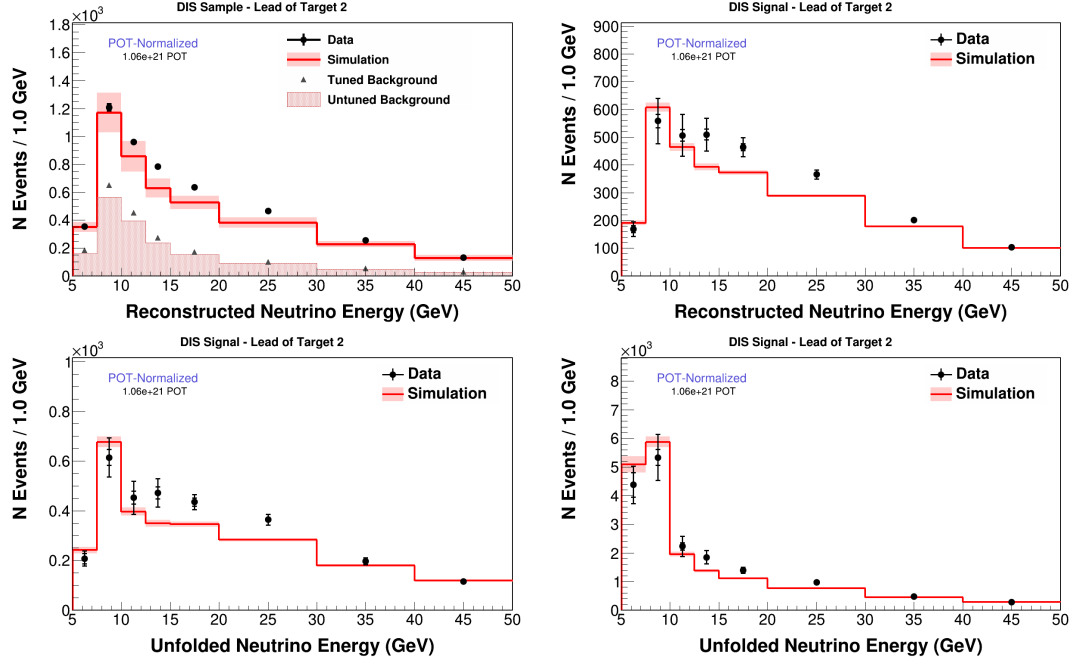 DIS Sample - Lead of Target 2
×10³
N Events / 1.0 GeV
POT-Normalized
1.06e+21 POT
Data
Simulation
Tuned Background
Untuned Background
1.8
1.6
1.4
1.2
1
0.8
0.6
0.4
0.2
0
5 10 15 20 25 30 35 40 45 50
Reconstructed Neutrino Energy (GeV)
DIS Signal - Lead of Target 2
N Events / 1.0 GeV
POT-Normalized
1.06e+21 POT
Data
Simulation
900
800
700
600
500
400
300
200
100
0
5 10 15 20 25 30 35 40 45 50
Reconstructed Neutrino Energy (GeV)
DIS Signal - Lead of Target 2
×10³
N Events / 1.0 GeV
POT-Normalized
1.06e+21 POT
Data
Simulation
1
0.8
0.6
0.4
0.2
0
5 10 15 20 25 30 35 40 45 50
Unfolded Neutrino Energy (GeV)
DIS Signal - Lead of Target 2
×10³
N Events / 1.0 GeV
POT-Normalized
1.06e+21 POT
Data
Simulation
8
7
6
5
4
3
2
1
0
5 10 15 20 25 30 35 40 45 50
Unfolded Neutrino Energy (GeV)